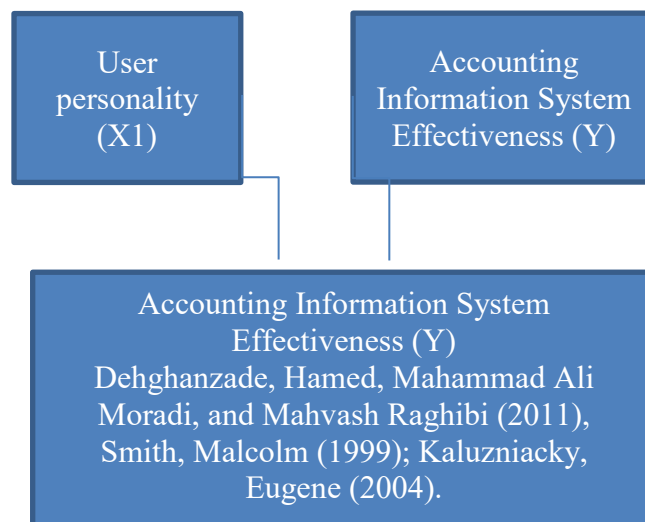 User
personality
(X1)
Accounting
Information System
Effectiveness (Y)
Accounting Information System
Effectiveness (Y)
Dehghanzade, Hamed, Mahammad Ali
Moradi, and Mahvash Raghibi (2011),
Smith, Malcolm (1999); Kaluzniacky,
Eugene (2004).